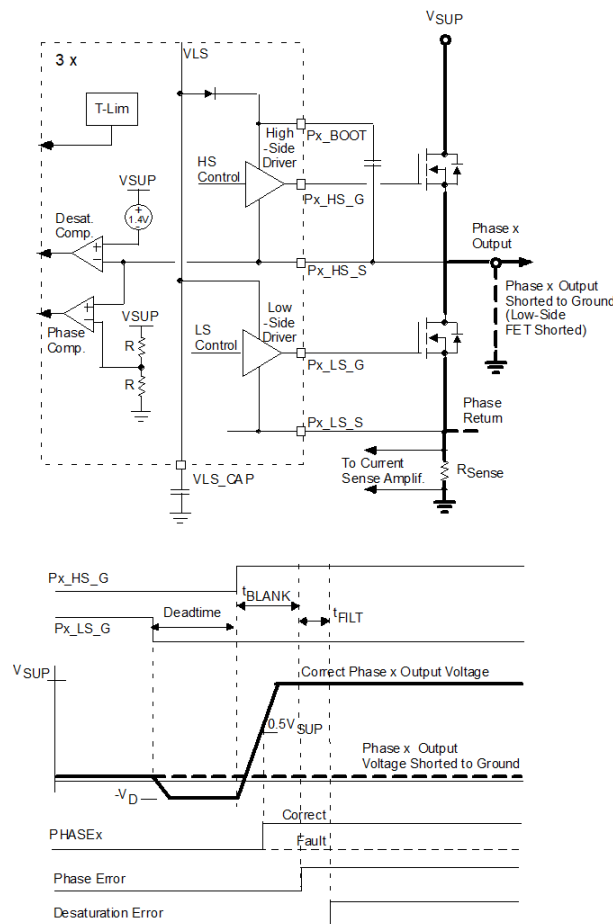 VSUP
3 x
VLS
T-Lim
High
-Side
Driver
Px_BOOT
HS
Control
Px_HS_G
VSUP
+
1.4V
Desat.
Comp.
−
+
Phase x
Output
Px_HS_S
Phase x Output
Shorted to Ground
(Low-Side
FET Shorted)
+
−
Phase
Comp.
VSUP
R
R
Low
-Side
Driver
LS
Control
Px_LS_G
Phase
Return
Px_LS_S
To Current
Sense Amplif.
RSense
VLS_CAP
Px_HS_G
tBLANK
Deadtime
tFILT
Px_LS_G
VSUP
Correct Phase x Output Voltage
0.5VSUP
Phase x Output
Voltage Shorted to Ground
-VD
Correct
PHASEx
Fault
Phase Error
Desaturation Error